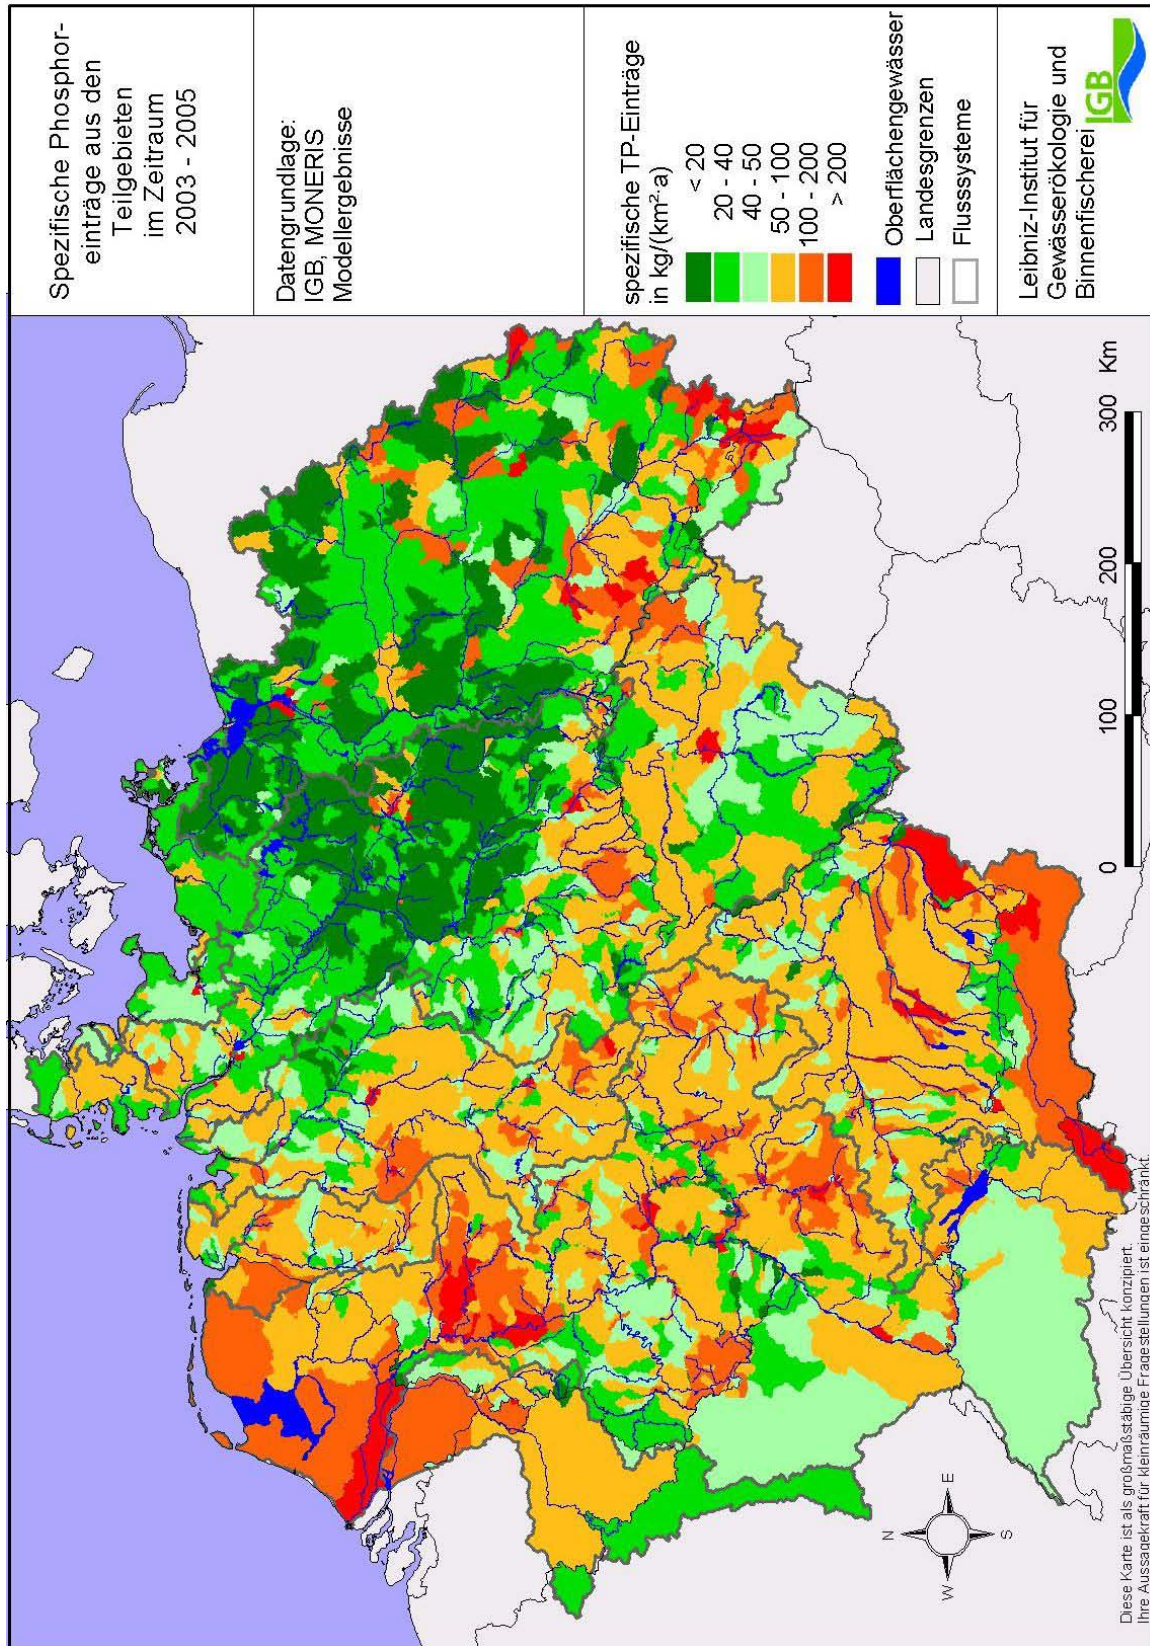 Spezifische Phosphor-
einträge aus den
Teilgebieten
im Zeitraum
2003 - 2005
Datengrundlage:
IGB, MONERIS
Modellergebnisse
spezifische TP-Einträge
in kg/(km²·a)
< 20
20 - 40
40 - 50
50 - 100
100 - 200
> 200
Oberflächengewässer
Landesgrenzen
Flusssysteme
Leibniz-Institut für
Gewässerökologie und
Binnenfischerei
IGB
N
W
E
S
0
100
200
300
Km
Diese Karte ist als großmaßstäbige Übersicht konzipiert.
Ihre Aussagekraft für kleinräumige Fragestellungen ist eingeschränkt.